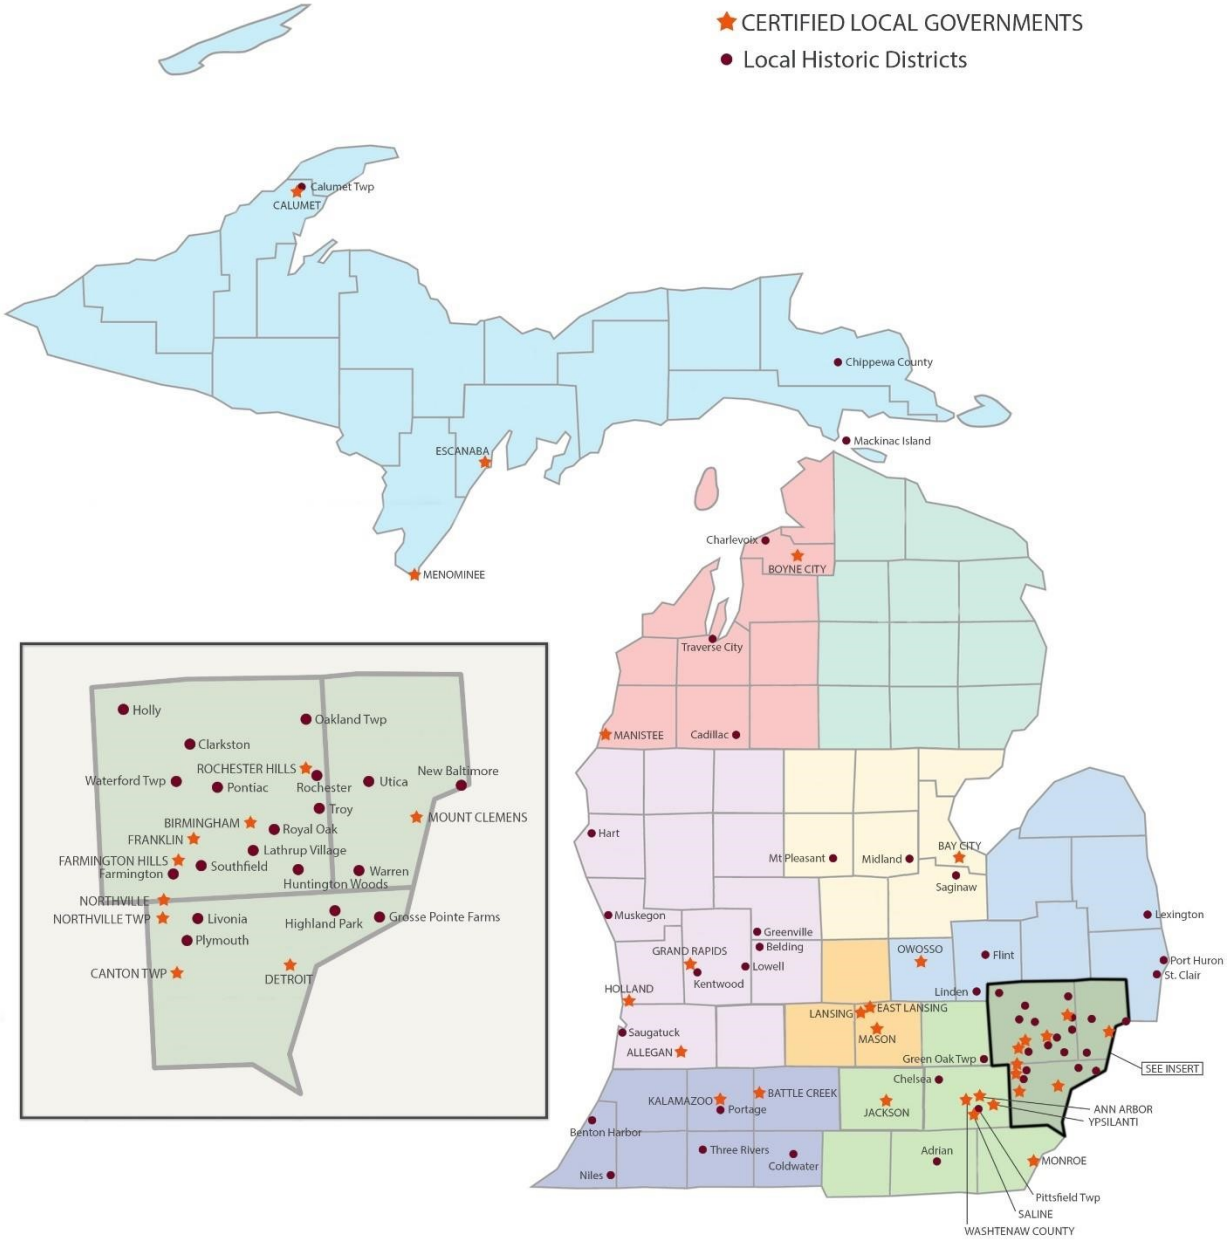 CERTIFIED LOCAL GOVERNMENTS
Local Historic Districts
Calumet Twp
CALUMET
Chippewa County
Mackinac Island
ESCANABA
MENOMINEE
Charlevoix
BOYNE CITY
Traverse City
MANISTEE
Cadillac
Holly
Oakland Twp
Clarkston
ROCHESTER HILLS
Rochester
New Baltimore
Waterford Twp
Pontiac
Utica
Troy
MOUNT CLEMENS
BIRMINGHAM
Royal Oak
FRANKLIN
Lathrup Village
FARMINGTON HILLS
Farmington
Southfield
Huntington Woods
Warren
NORTHVILLE
NORTHVILLE TWP
Livonia
Highland Park
Grosse Pointe Farms
Plymouth
CANTON TWP
DETROIT
Hart
Mt Pleasant
Midland
BAY CITY
Saginaw
Muskegon
Greenville
Belding
GRAND RAPIDS
Kentwood
Lowell
OWOSSO
Flint
Lexington
Port Huron
St. Clair
HOLLAND
Linden
LANSING
EAST LANSING
MASON
Saugatuck
ALLEGAN
Green Oak Twp
SEE INSERT
Chelsea
KALAMAZOO
Portage
BATTLE CREEK
JACKSON
ANN ARBOR
YPSILANTI
Benton Harbor
Three Rivers
Coldwater
Adrian
MONROE
Niles
Pittsfield Twp
SALINE
WASHTENAW COUNTY